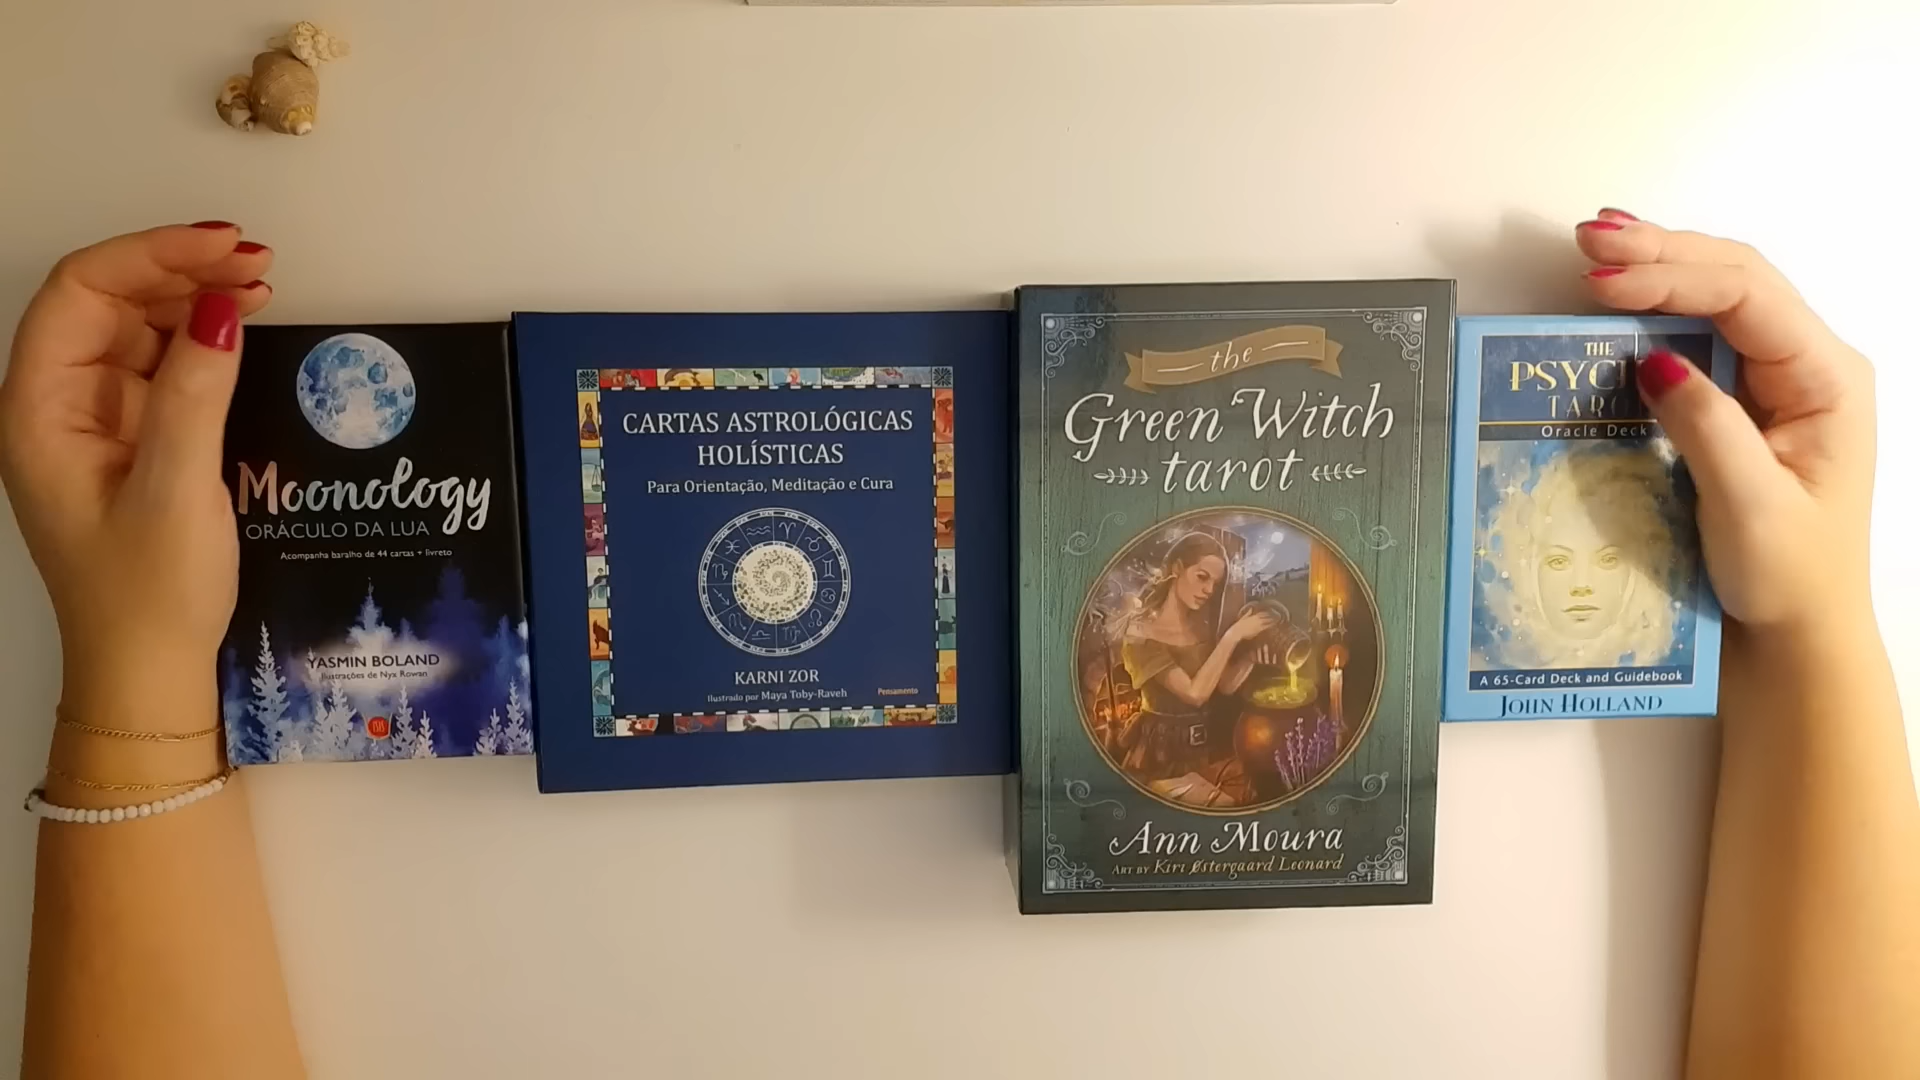 Moonology
ORÁCULO DA LUA
Acompanha baralho de 44 cartas + livreto
YASMIN BOLAND
Ilustrações de Nyx Rowan
CARTAS ASTROLÓGICAS
HOLÍSTICAS
Para Orientação, Meditação e Cura
KARNI ZOR
Ilustrado por Maya Toby-Raveh
Pensamento
the
Green Witch
tarot
Ann Moura
ART BY Kiri Østergaard Leonard
THE
Oracle Deck
A 65-Card Deck and Guidebook
JOHN HOLLAND